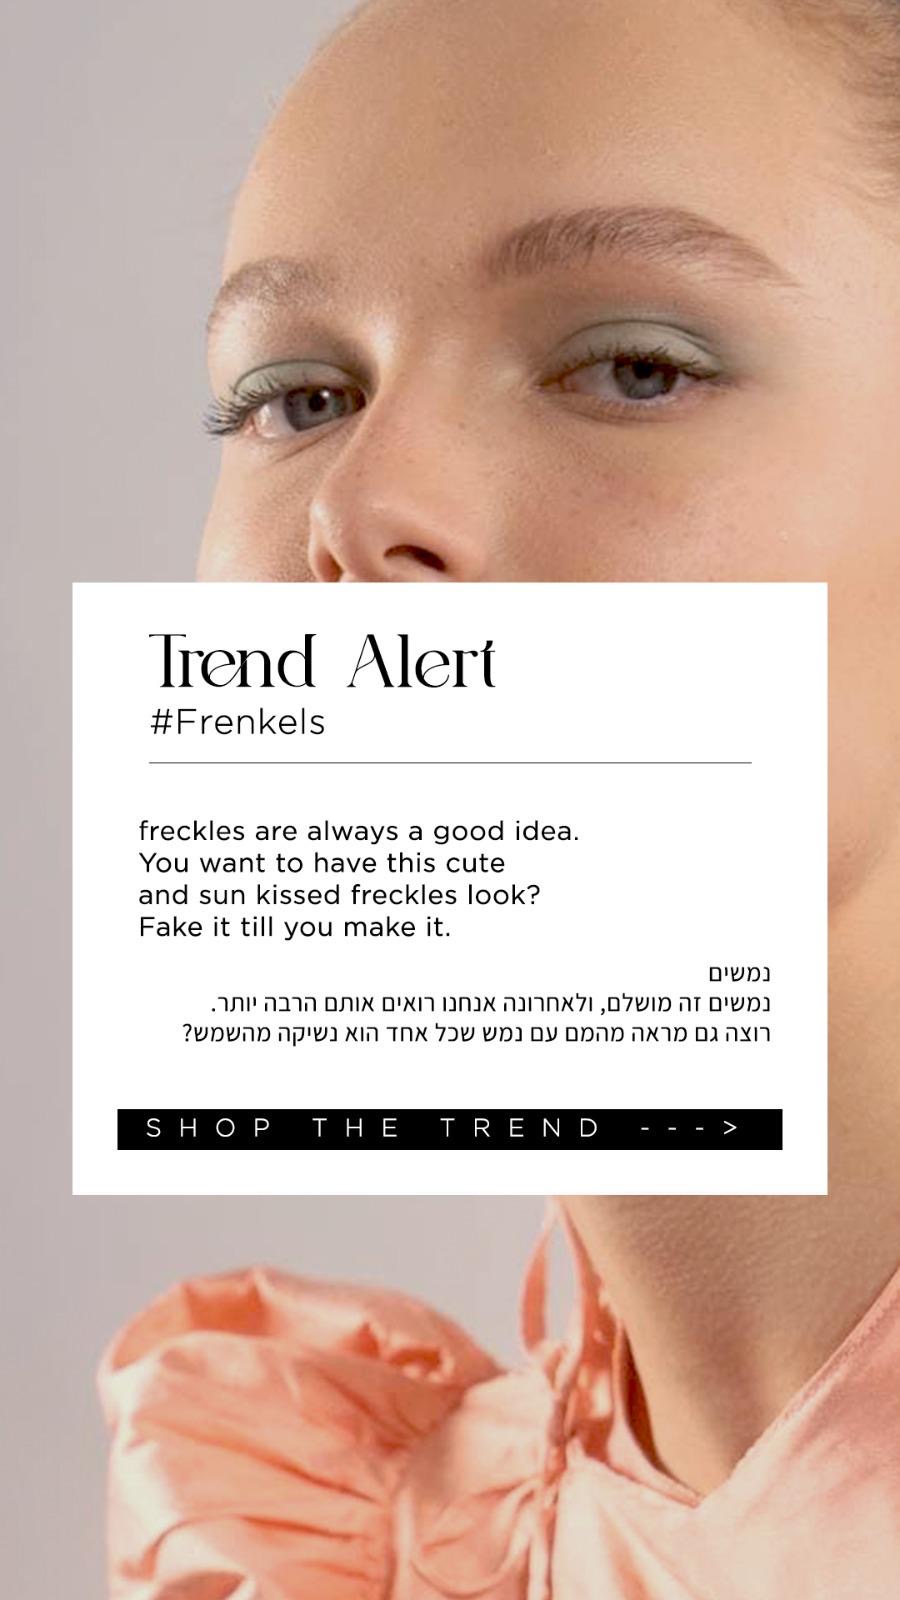 Trend Alert
#Frenkels
freckles are always a good idea.
You want to have this cute
and sun kissed freckles look?
Fake it till you make it.
נמשים
נמשים זה מושלם, ולאחרונה אנחנו רואים אותם הרבה יותר.
רוצה גם מראה מהמם עם נמש שכל אחד הוא נשיקה מהשמש?
SHOP THE TREND --->